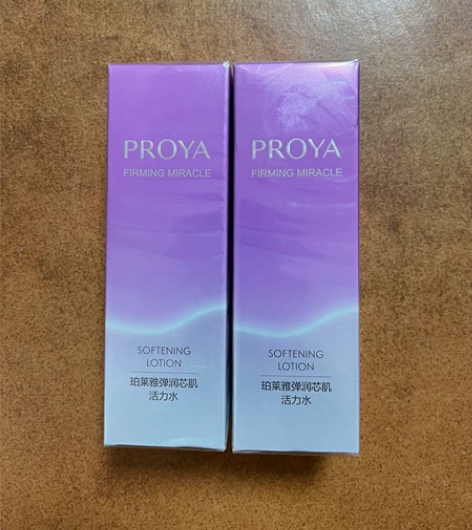 PROYA
FIRMING MIRACLE
SOFTENING
LOTION
珀莱雅弹润芯肌
活力水
PROYA
FIRMING MIRACLE
SOFTENING
LOTION
珀莱雅弹润芯肌
活力水